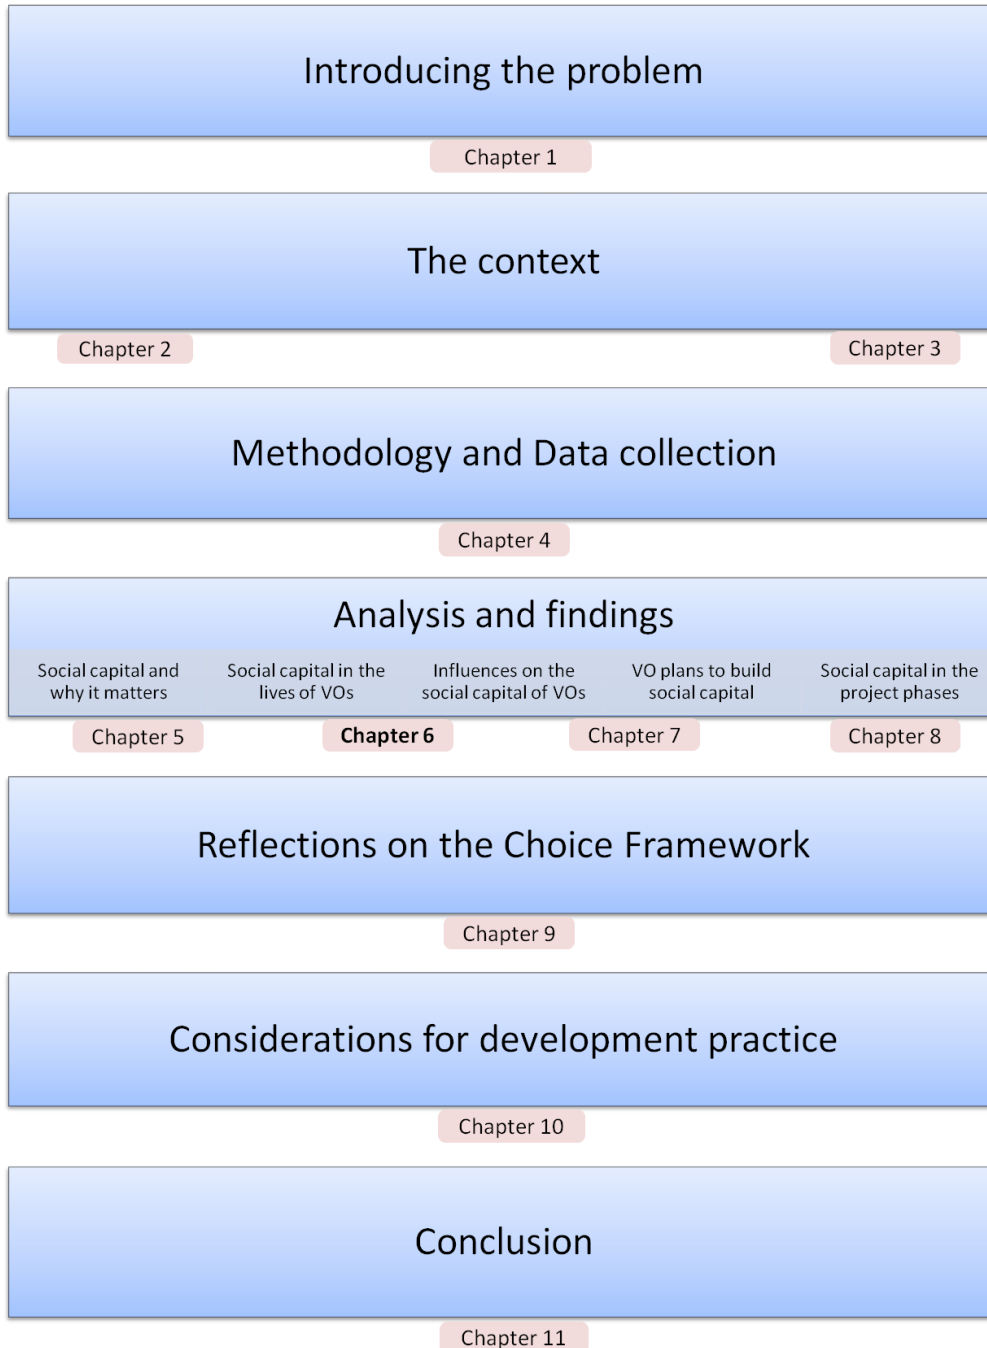 Introducing the problem
Chapter 1
The context
Chapter 2
Chapter 3
Methodology and Data collection
Chapter 4
Analysis and findings
Social capital and
why it matters
Social capital in the
lives of VOs
Influences on the
social capital of VOs
VO plans to build
social capital
Social capital in the
project phases
Chapter 5
Chapter 6
Chapter 7
Chapter 8
Reflections on the Choice Framework
Chapter 9
Considerations for development practice
Chapter 10
Conclusion
Chapter 11